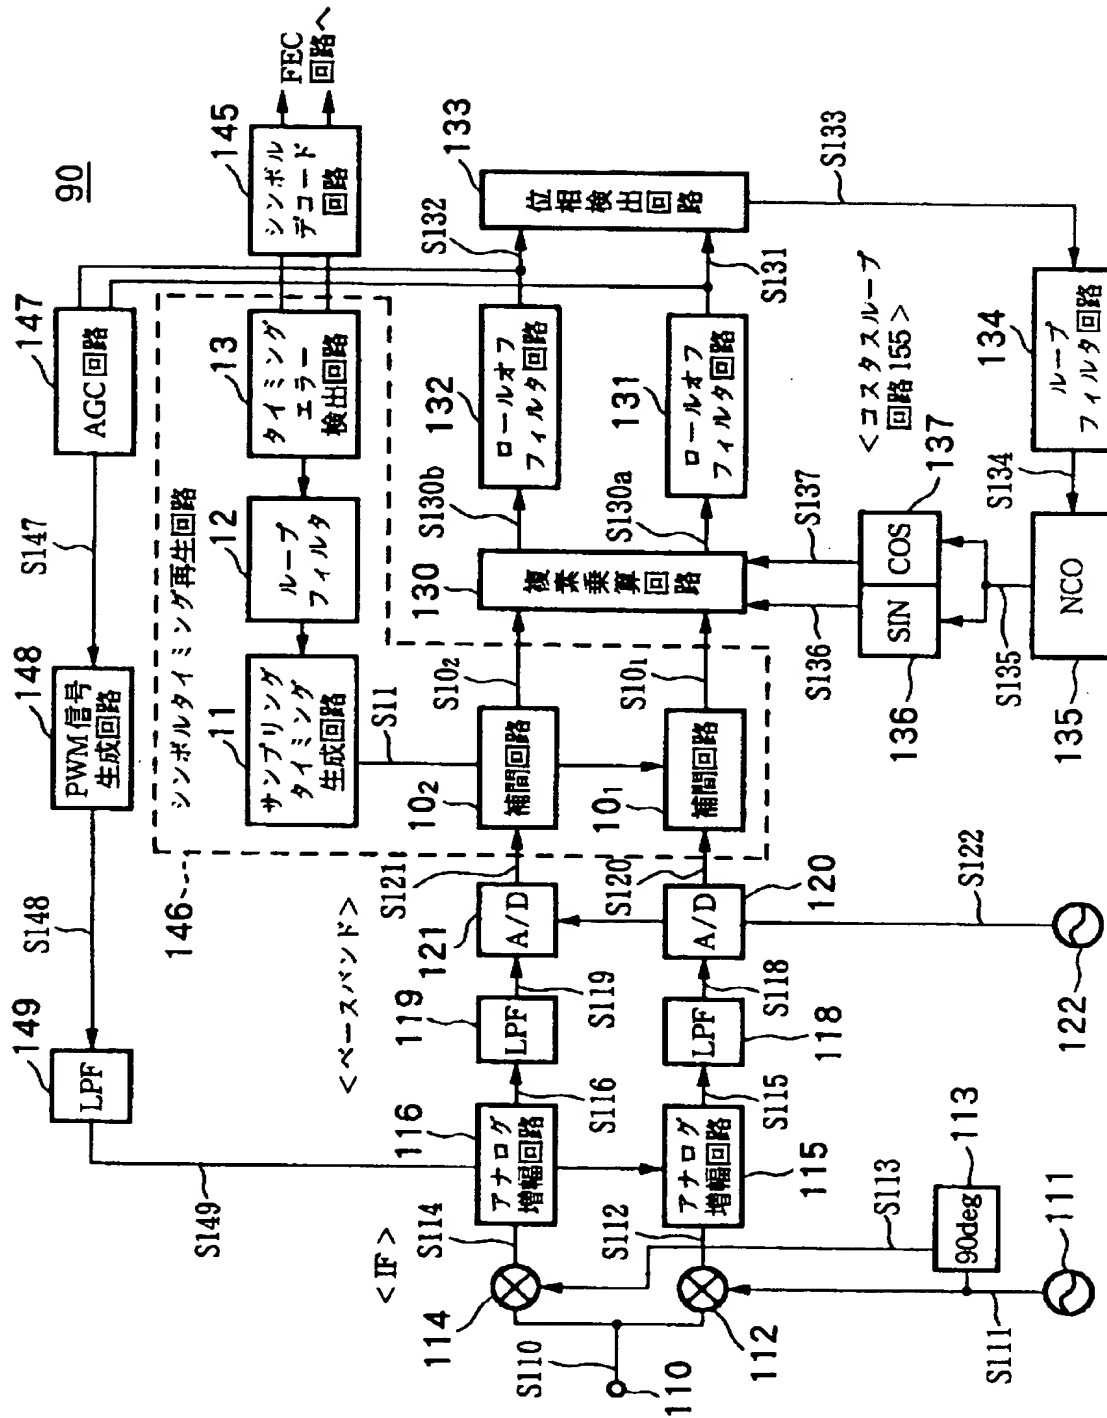 90
149
LPF
S148
148
PWM信号
生成回路
S147
147
AGC回路
S149
146
シンボルタイミング再生回路
11
サンプリング
タイミング
生成回路
12
ループ
フィルタ
13
タイミング
エラー
検出回路
145
シンボル
デコード
回路
FEC
回路へ
S11
<IF>
<ベースバンド>
110
S110
114
S114
116
アナログ
増幅回路
S116
119
LPF
S119
121
A/D
S121
10₂
補間回路
S10₂
112
S112
115
アナログ
増幅回路
S115
118
LPF
S118
120
A/D
S120
10₁
補間回路
S10₁
130
複素乗算回路
S130b
S130a
132
ロールオフ
フィルタ回路
S132
131
ロールオフ
フィルタ回路
S131
133
位相検出回路
S133
111
S111
113
90deg
S113
122
S122
<コスタスループ
回路155>
136
SIN
137
COS
S136
S137
135
NCO
S135
S134
134
ループ
フィルタ回路